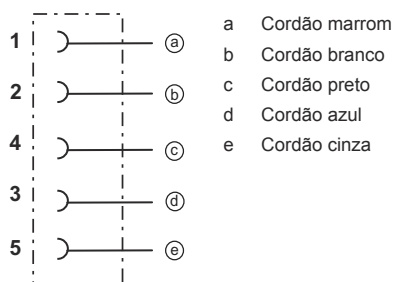 1 a
2 b
4 c
3 d
5 e
a Cordão marrom
b Cordão branco
c Cordão preto
d Cordão azul
e Cordão cinza